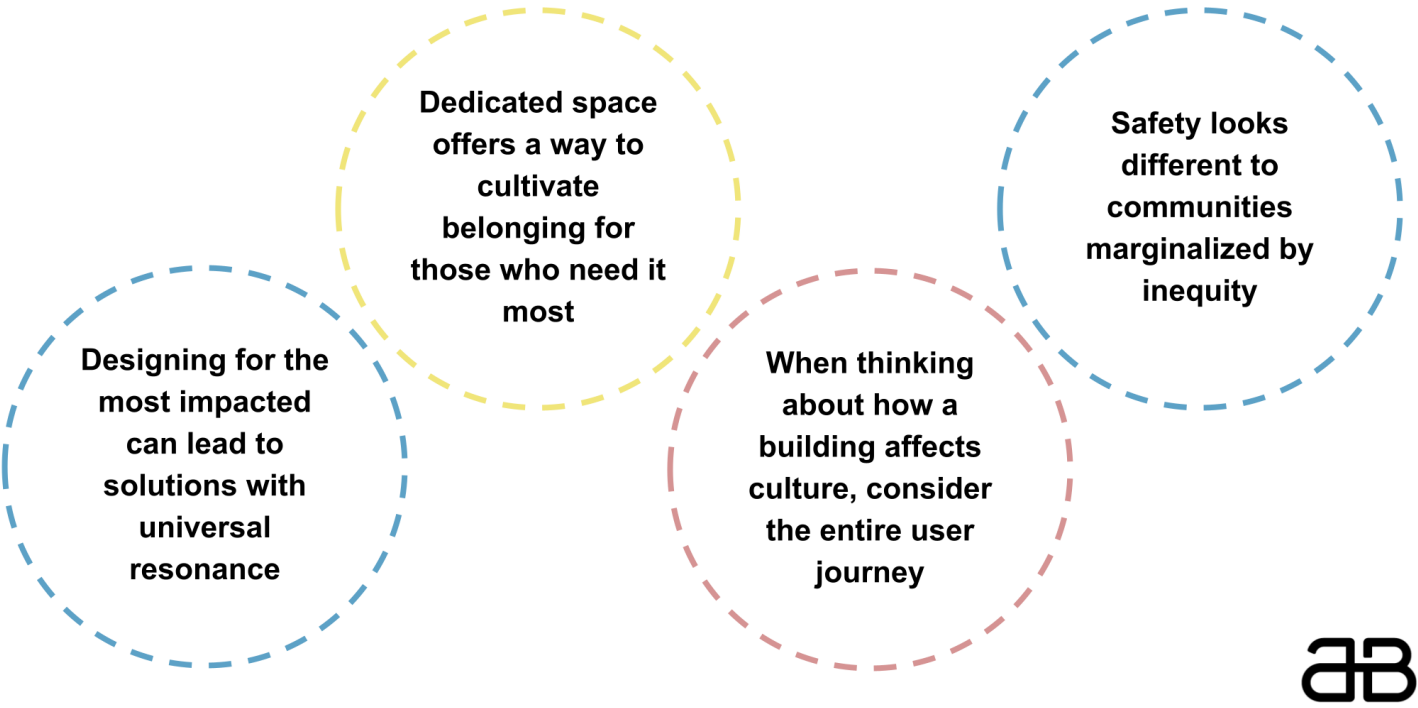 Designing for the
most impacted
can lead to
solutions with
universal
resonance
Dedicated space
offers a way to
cultivate
belonging for
those who need it
most
When thinking
about how a
building affects
culture, consider
the entire user
journey
Safety looks
different to
communities
marginalized by
inequity
aB